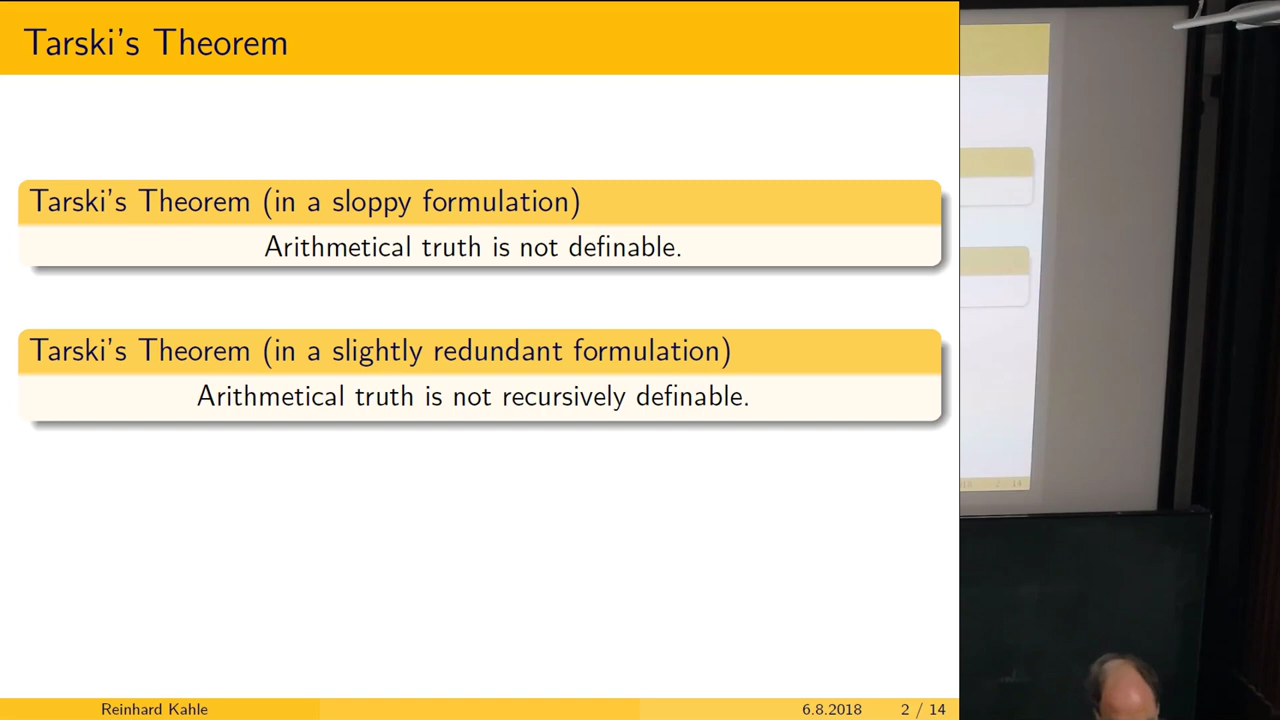 Tarski's Theorem
Tarski's Theorem (in a sloppy formulation)
Arithmetical truth is not definable.
Tarski's Theorem (in a slightly redundant formulation)
Arithmetical truth is not recursively definable.
Reinhard Kahle
6.8.2018
2 / 14